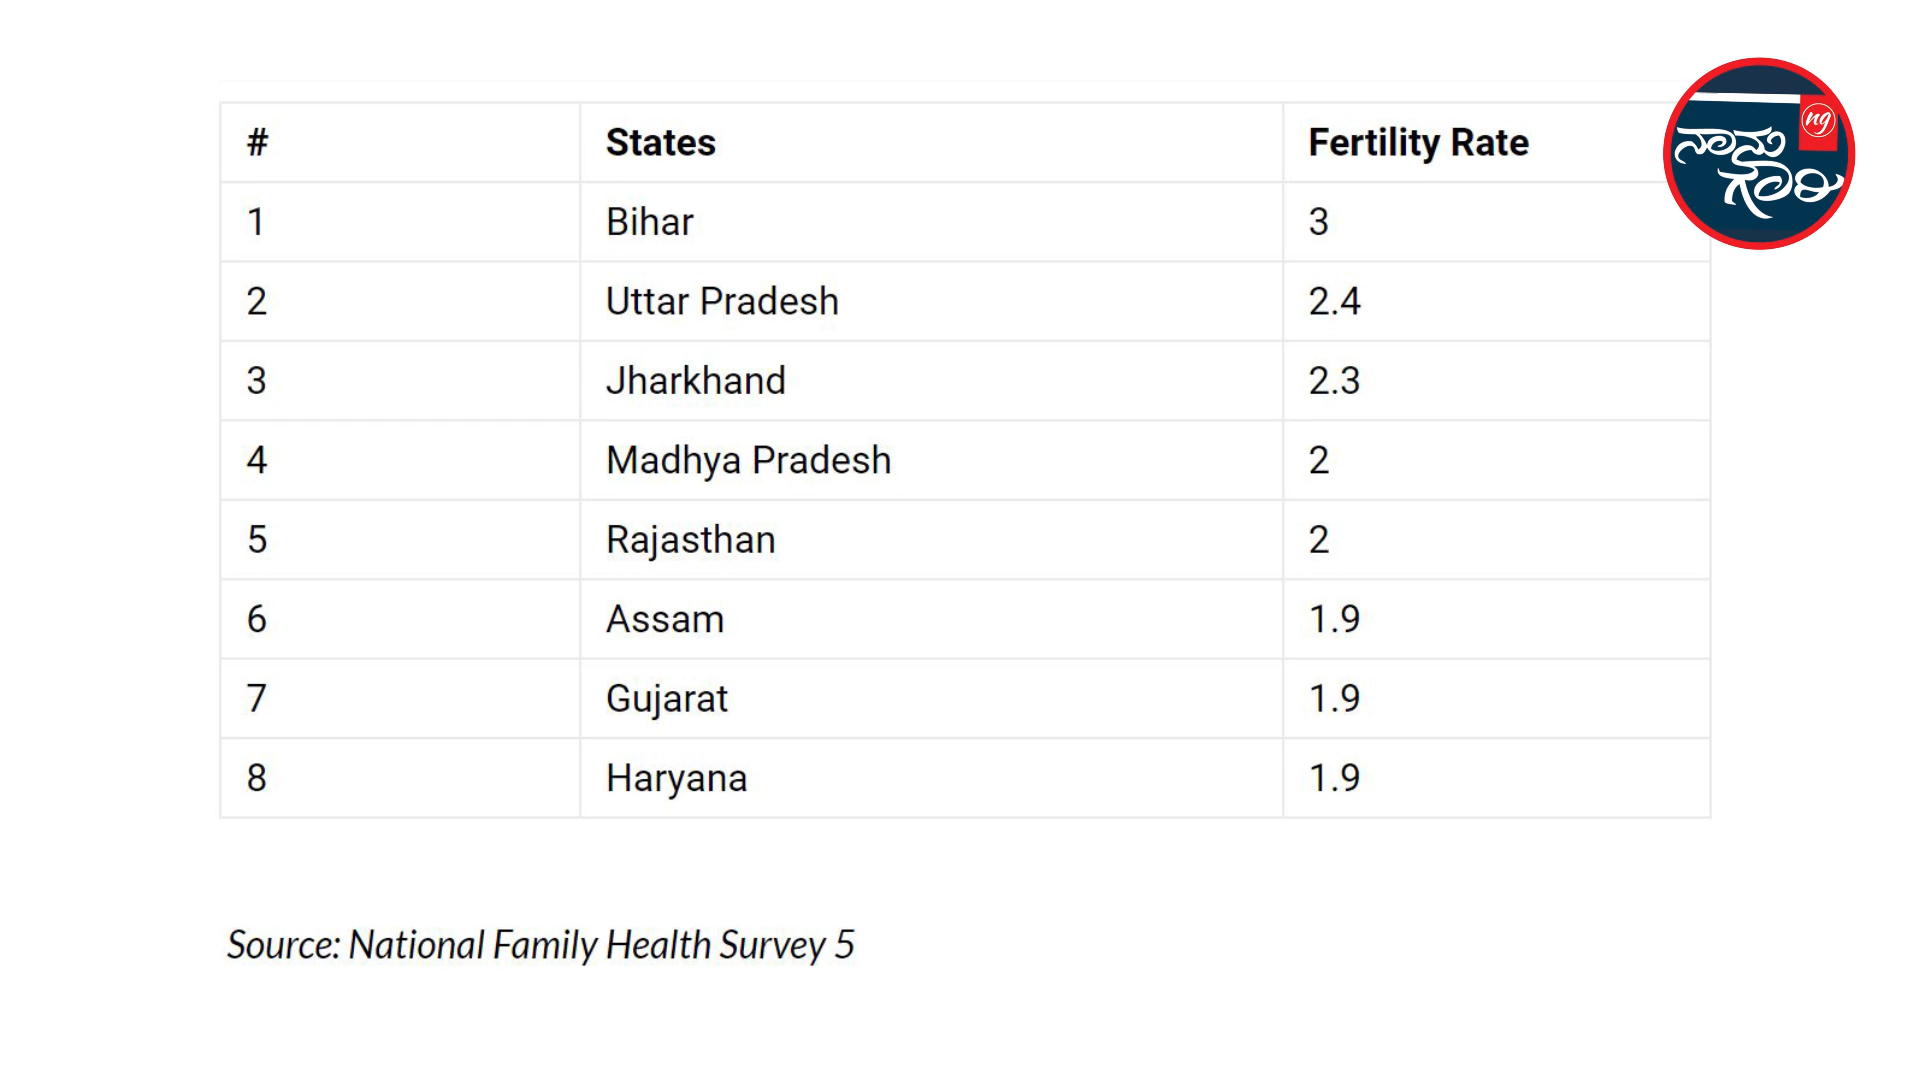 # States Fertility Rate
1 Bihar 3
2 Uttar Pradesh 2.4
3 Jharkhand 2.3
4 Madhya Pradesh 2
5 Rajasthan 2
6 Assam 1.9
7 Gujarat 1.9
8 Haryana 1.9
Source: National Family Health Survey 5
ng
ನಾನು
ಗೌರಿ